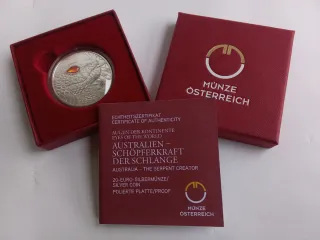 MÜNZE
ÖSTERREICH
ECHTHEITSZERTIFIKAT
CERTIFICATE OF AUTHENTICITY
AUGEN DER KONTINENTE
EYES OF THE WORLD
AUSTRALIEN –
SCHÖPFERKRAFT
DER SCHLANGE
AUSTRALIA – THE SERPENT CREATOR
20-EURO-SILBERMÜNZE/
SILVER COIN
POLIERTE PLATTE/PROOF
MÜNZE
ÖSTERREICH